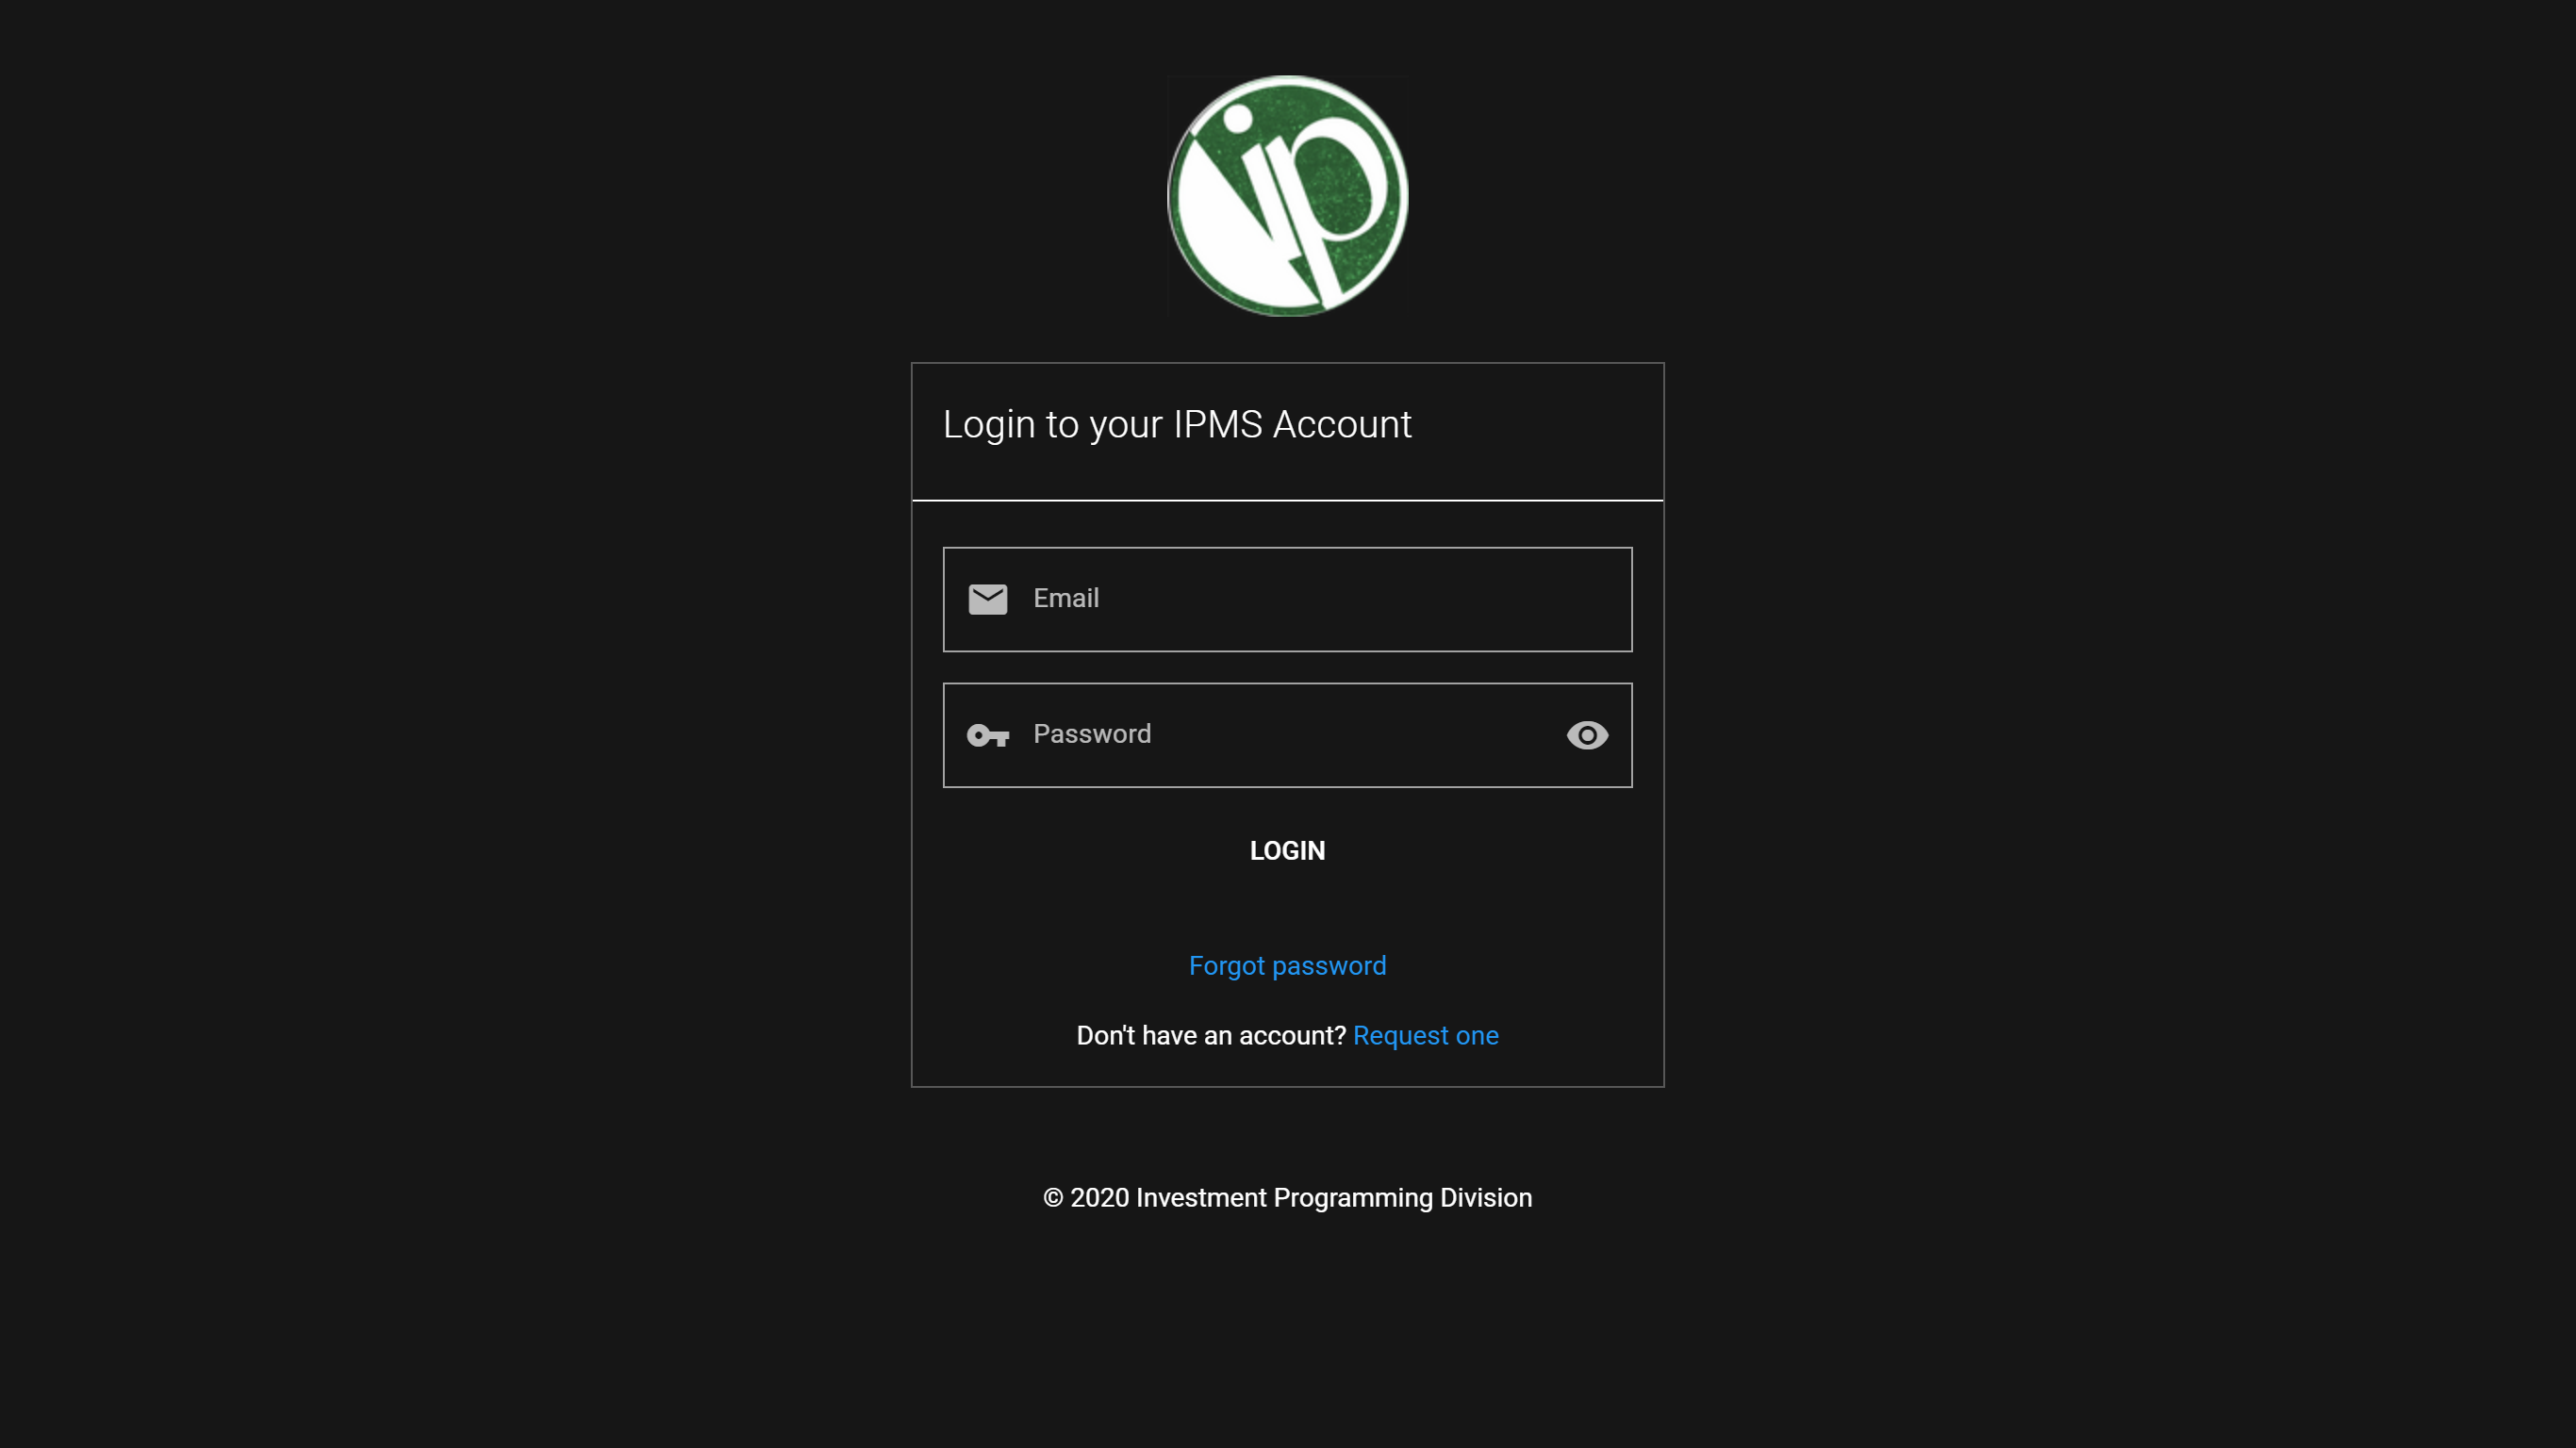 ip
Login to your IPMS Account
Email
Password
LOGIN
Forgot password
Don't have an account? Request one
© 2020 Investment Programming Division